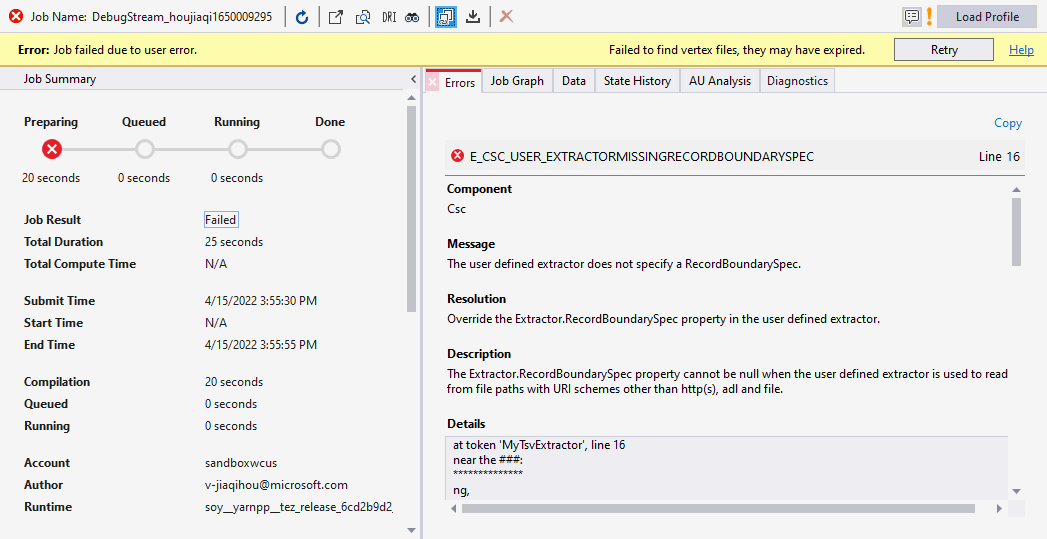 Job Name: DebugStream_houjiaqi1650009295
DRI
Load Profile
Error: Job failed due to user error.
Failed to find vertex files, they may have expired.
Retry
Help
Job Summary
Preparing Queued Running Done
20 seconds 0 seconds 0 seconds
Job Result Failed
Total Duration 25 seconds
Total Compute Time N/A
Submit Time 4/15/2022 3:55:30 PM
Start Time N/A
End Time 4/15/2022 3:55:55 PM
Compilation 20 seconds
Queued 0 seconds
Running 0 seconds
Account sandboxwcus
Author v-jiaqihou@microsoft.com
Runtime soy__yarnpp__tez_release_6cd2b9d2_
Errors Job Graph Data State History AU Analysis Diagnostics
Copy
E_CSC_USER_EXTRACTORMISSINGRECORDBOUNDARYSPEC Line 16
Component
Csc
Message
The user defined extractor does not specify a RecordBoundarySpec.
Resolution
Override the Extractor.RecordBoundarySpec property in the user defined extractor.
Description
The Extractor.RecordBoundarySpec property cannot be null when the user defined extractor is used to read
from file paths with URI schemes other than http(s), adl and file.
Details
at token 'MyTsvExtractor', line 16
near the ###:
**************
ng,